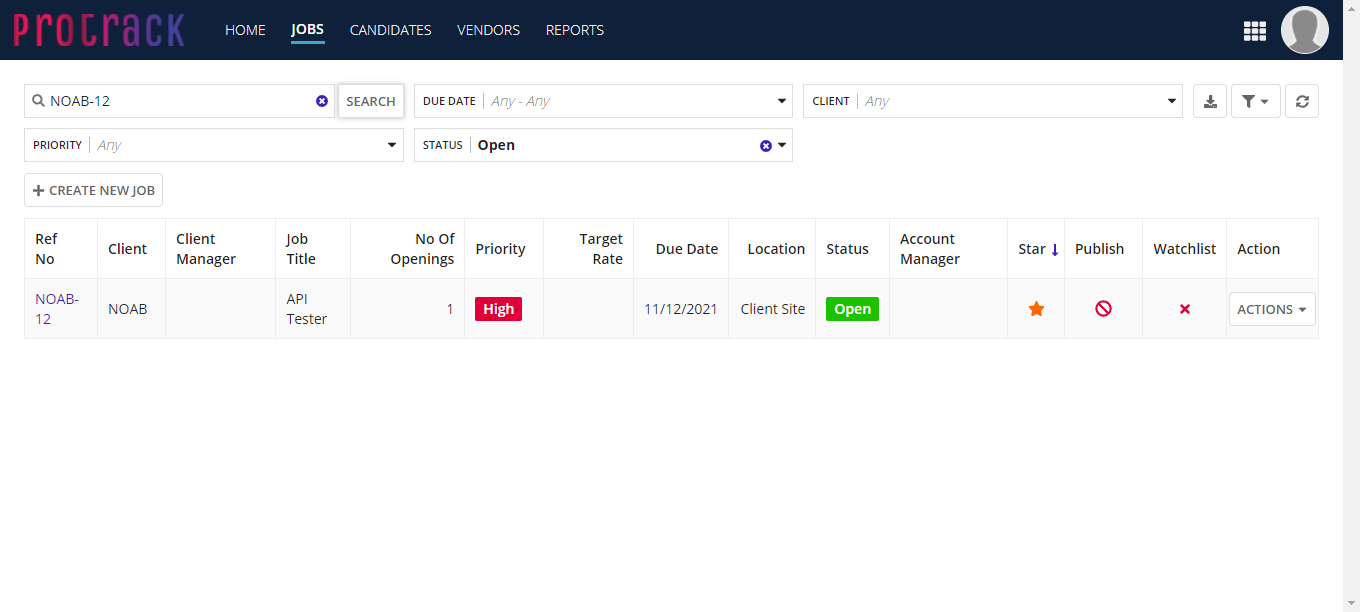 protrack HOME JOBS CANDIDATES VENDORS REPORTS
NOAB-12 SEARCH DUE DATE Any - Any CLIENT Any
PRIORITY Any STATUS Open
CREATE NEW JOB
Ref No Client Client Manager Job Title No Of Openings Priority Target Rate Due Date Location Status Account Manager Star Publish Watchlist Action
NOAB-12 NOAB API Tester 1 High 11/12/2021 Client Site Open ACTIONS